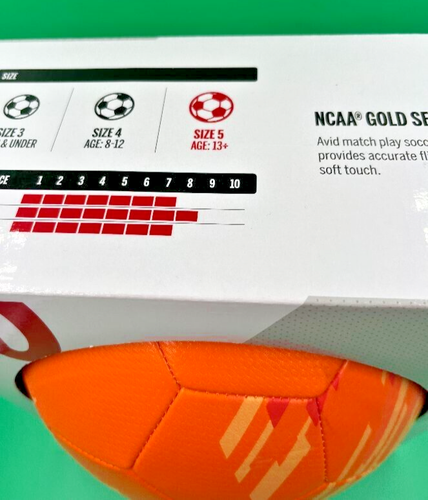 SIZE
SIZE 3
& UNDER
SIZE 4
AGE: 8-12
SIZE 5
AGE: 13+
1 2 3 4 5 6 7 8 9 10
NCAA® GOLD SE
Avid match play socc
provides accurate fl
soft touch.